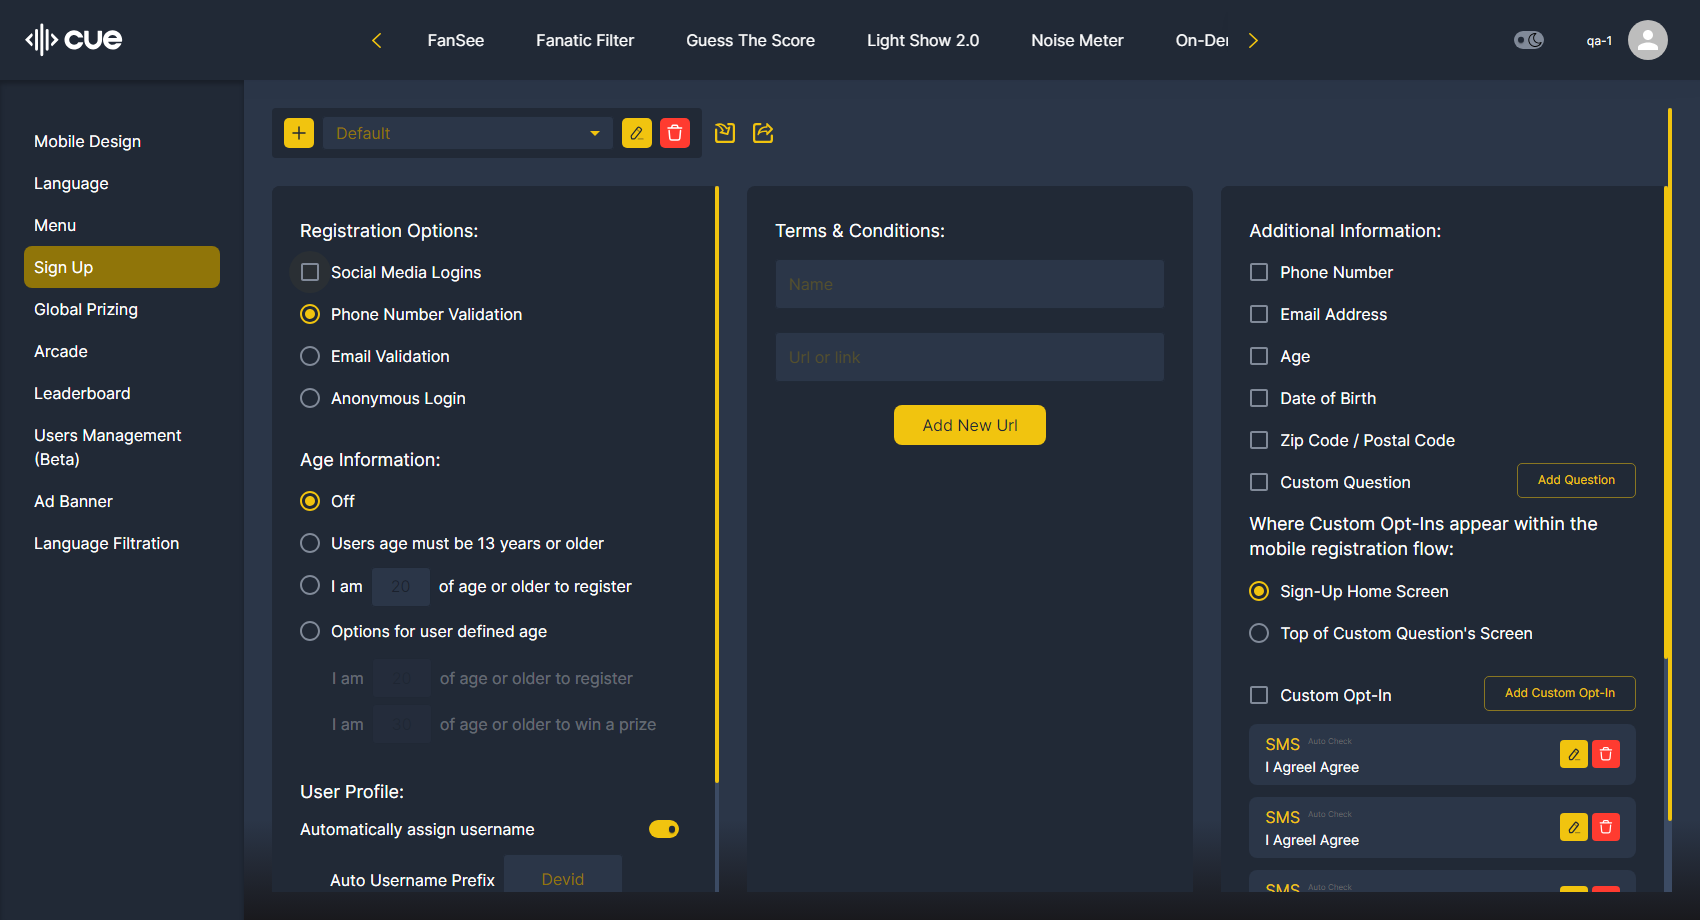 cue
FanSee
Fanatic Filter
Guess The Score
Light Show 2.0
Noise Meter
On-Der
qa-1
Mobile Design
Language
Menu
Sign Up
Global Prizing
Arcade
Leaderboard
Users Management
(Beta)
Ad Banner
Language Filtration
Default
Registration Options:
Social Media Logins
Phone Number Validation
Email Validation
Anonymous Login
Age Information:
Off
Users age must be 13 years or older
I am 20 of age or older to register
Options for user defined age
I am 20 of age or older to register
I am of age or older to win a prize
User Profile:
Automatically assign username
Auto Username Prefix Devid
Terms & Conditions:
Name
Url or link
Add New Url
Additional Information:
Phone Number
Email Address
Age
Date of Birth
Zip Code / Postal Code
Custom Question
Add Question
Where Custom Opt-Ins appear within the
mobile registration flow:
Sign-Up Home Screen
Top of Custom Question's Screen
Custom Opt-In
Add Custom Opt-In
SMS Auto Check
I AgreeI Agree
SMS Auto Check
I AgreeI Agree
SMS Auto Check